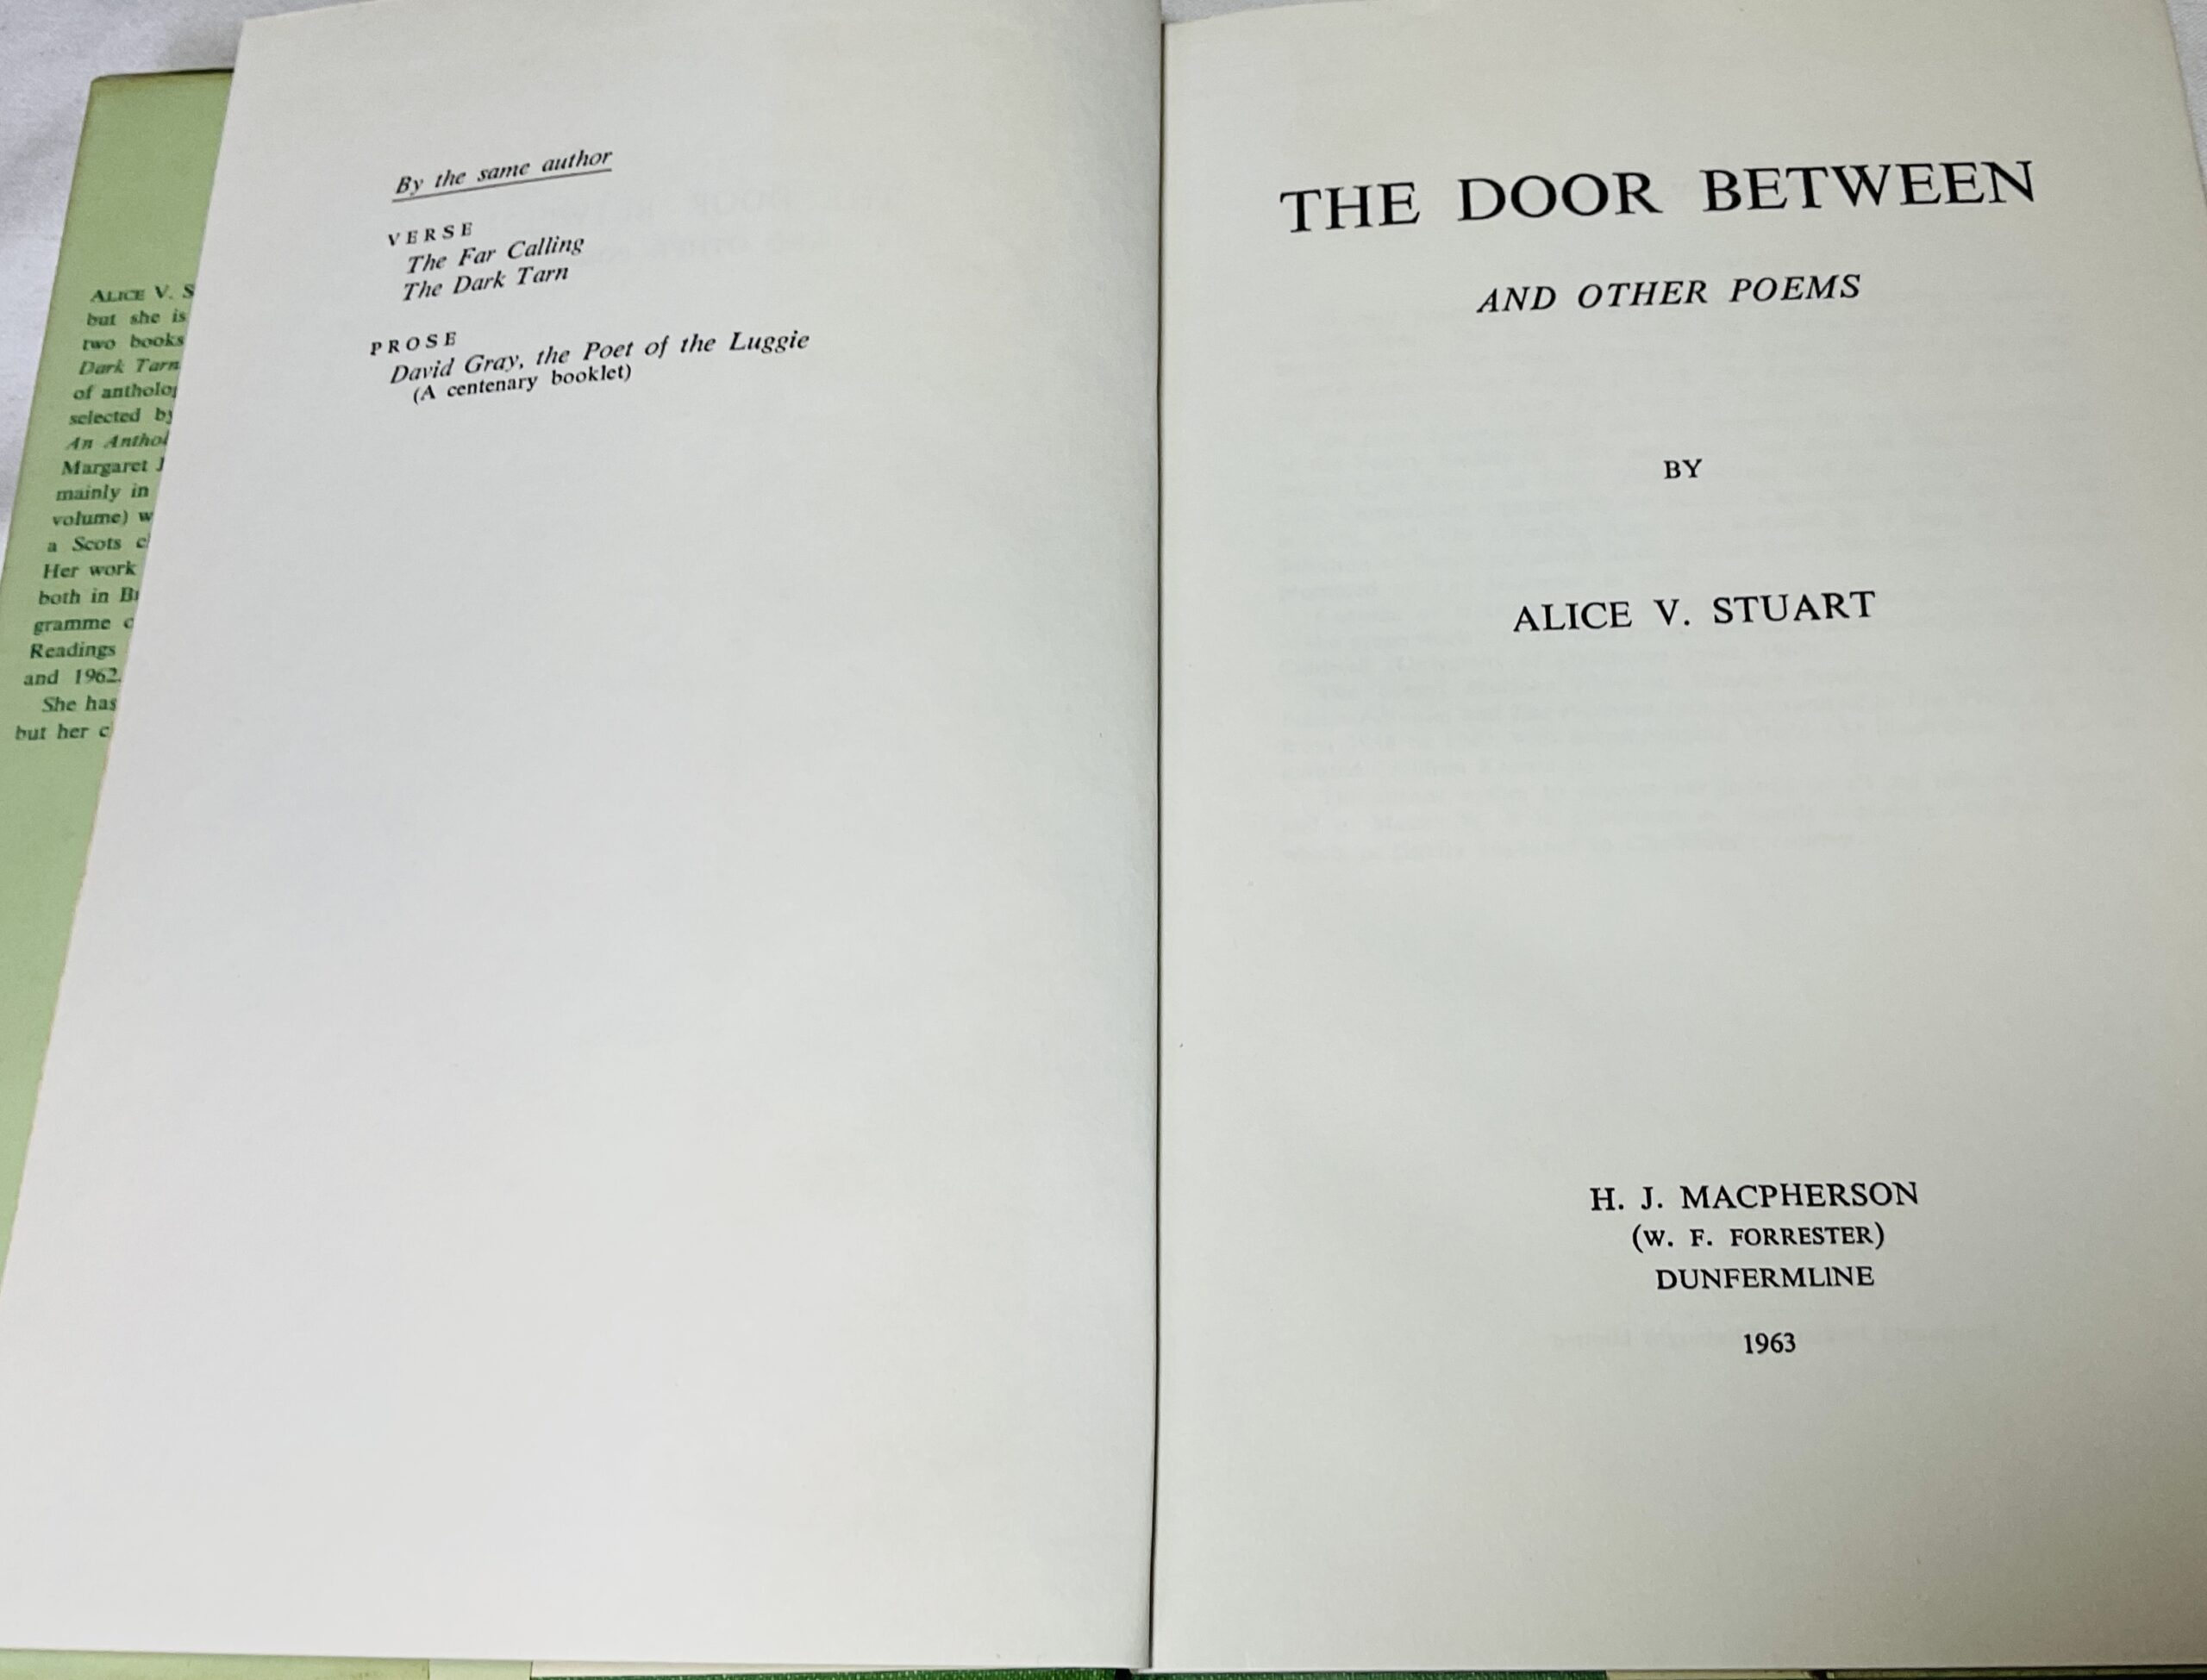 ALICE V. S
but she is
two books
Dark Tarn
of antholo
selected by
An Anthol
Margaret J
mainly in
volume) w
a Scots c
Her work
both in Br
gramme c
Readings
and 1962.
She has
but her c
By the same author
VERSE
The Far Calling
The Dark Tarn
PROSE
David Gray, the Poet of the Luggie
(A centenary booklet)
THE DOOR BETWEEN
AND OTHER POEMS
BY
ALICE V. STUART
H. J. MACPHERSON
(W. F. FORRESTER)
DUNFERMLINE
1963